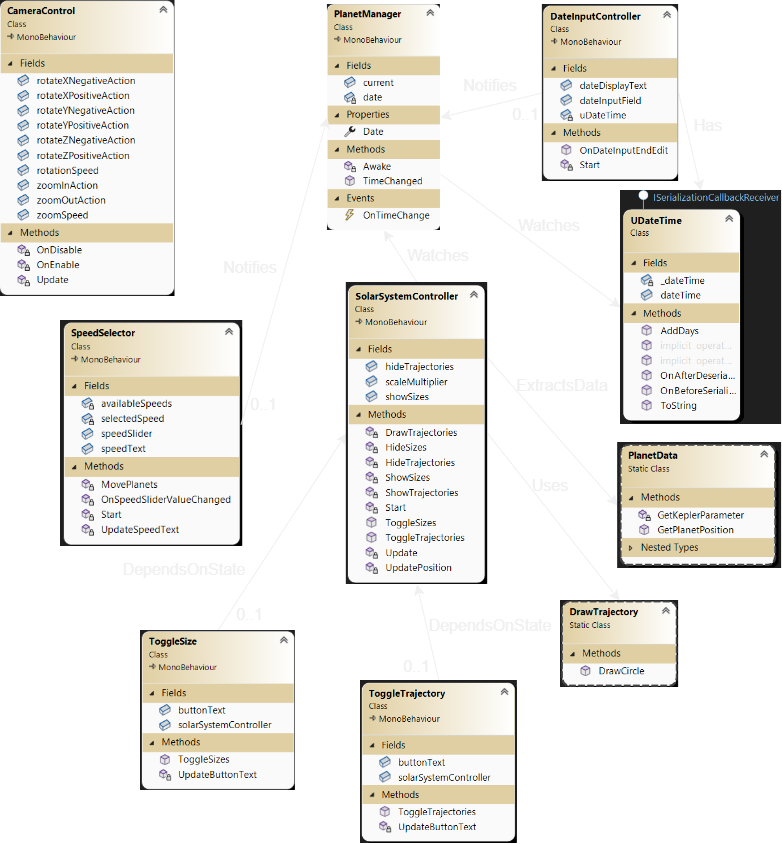 CameraControl
Class
MonoBehaviour
Fields
rotateXNegativeAction
rotateXPositiveAction
rotateYNegativeAction
rotateYPositiveAction
rotateZNegativeAction
rotateZPositiveAction
rotationSpeed
zoomInAction
zoomOutAction
zoomSpeed
Methods
OnDisable
OnEnable
Update
PlanetManager
Class
MonoBehaviour
Fields
current
date
Properties
Date
Methods
Awake
TimeChanged
Events
OnTimeChange
DateInputController
Class
MonoBehaviour
Fields
dateDisplayText
dateInputField
uDateTime
Methods
OnDateInputEndEdit
Start
Notifies
0..1
Has
ISerializationCallbackReceiver
UDateTime
Class
Fields
_dateTime
dateTime
Methods
AddDays
implicit operat...
implicit operat...
OnAfterDeseria...
OnBeforeSeriali...
ToString
Watches
Watches
Notifies
0..1
SpeedSelector
Class
MonoBehaviour
Fields
availableSpeeds
selectedSpeed
speedSlider
speedText
Methods
MovePlanets
OnSpeedSliderValueChanged
Start
UpdateSpeedText
SolarSystemController
Class
MonoBehaviour
Fields
hideTrajectories
scaleMultiplier
showSizes
Methods
DrawTrajectories
HideSizes
HideTrajectories
ShowSizes
ShowTrajectories
Start
ToggleSizes
ToggleTrajectories
Update
UpdatePosition
ExtractsData
Uses
PlanetData
Static Class
Methods
GetKeplerParameter
GetPlanetPosition
Nested Types
DrawTrajectory
Static Class
Methods
DrawCircle
DependsOnState
0..1
ToggleSize
Class
MonoBehaviour
Fields
buttonText
solarSystemController
Methods
ToggleSizes
UpdateButtonText
DependsOnState
0..1
ToggleTrajectory
Class
MonoBehaviour
Fields
buttonText
solarSystemController
Methods
ToggleTrajectories
UpdateButtonText